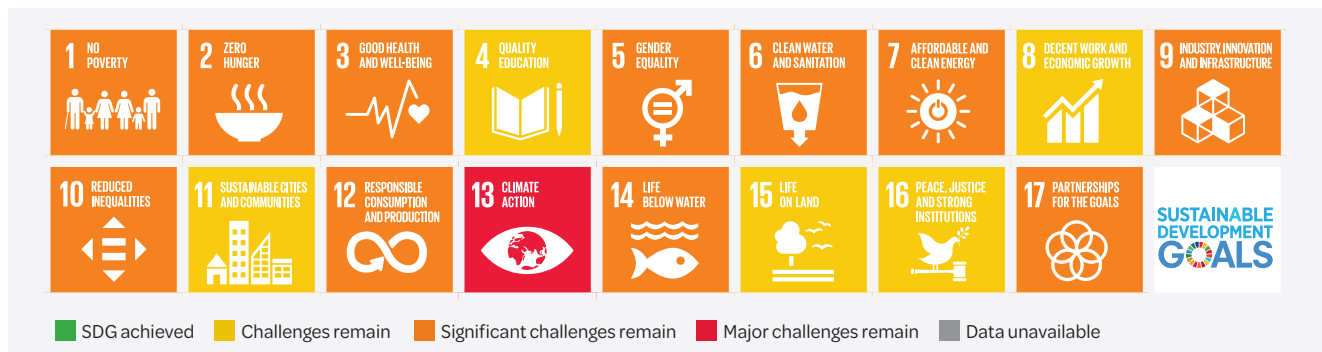 1 NO POVERTY
2 ZERO HUNGER
3 GOOD HEALTH AND WELL-BEING
4 QUALITY EDUCATION
5 GENDER EQUALITY
6 CLEAN WATER AND SANITATION
7 AFFORDABLE AND CLEAN ENERGY
8 DECENT WORK AND ECONOMIC GROWTH
9 INDUSTRY, INNOVATION AND INFRASTRUCTURE
10 REDUCED INEQUALITIES
11 SUSTAINABLE CITIES AND COMMUNITIES
12 RESPONSIBLE CONSUMPTION AND PRODUCTION
13 CLIMATE ACTION
14 LIFE BELOW WATER
15 LIFE ON LAND
16 PEACE, JUSTICE AND STRONG INSTITUTIONS
17 PARTNERSHIPS FOR THE GOALS
SUSTAINABLE
DEVELOPMENT
GOALS
SDG achieved
Challenges remain
Significant challenges remain
Major challenges remain
Data unavailable